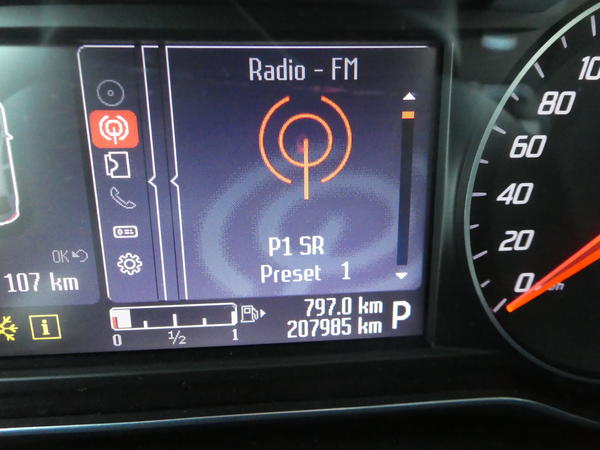 Radio - FM
P1 SR
Preset 1
OK
107 km
797.0 km
207985 km
P
0 1/2 1
i
100
80
60
40
20
0